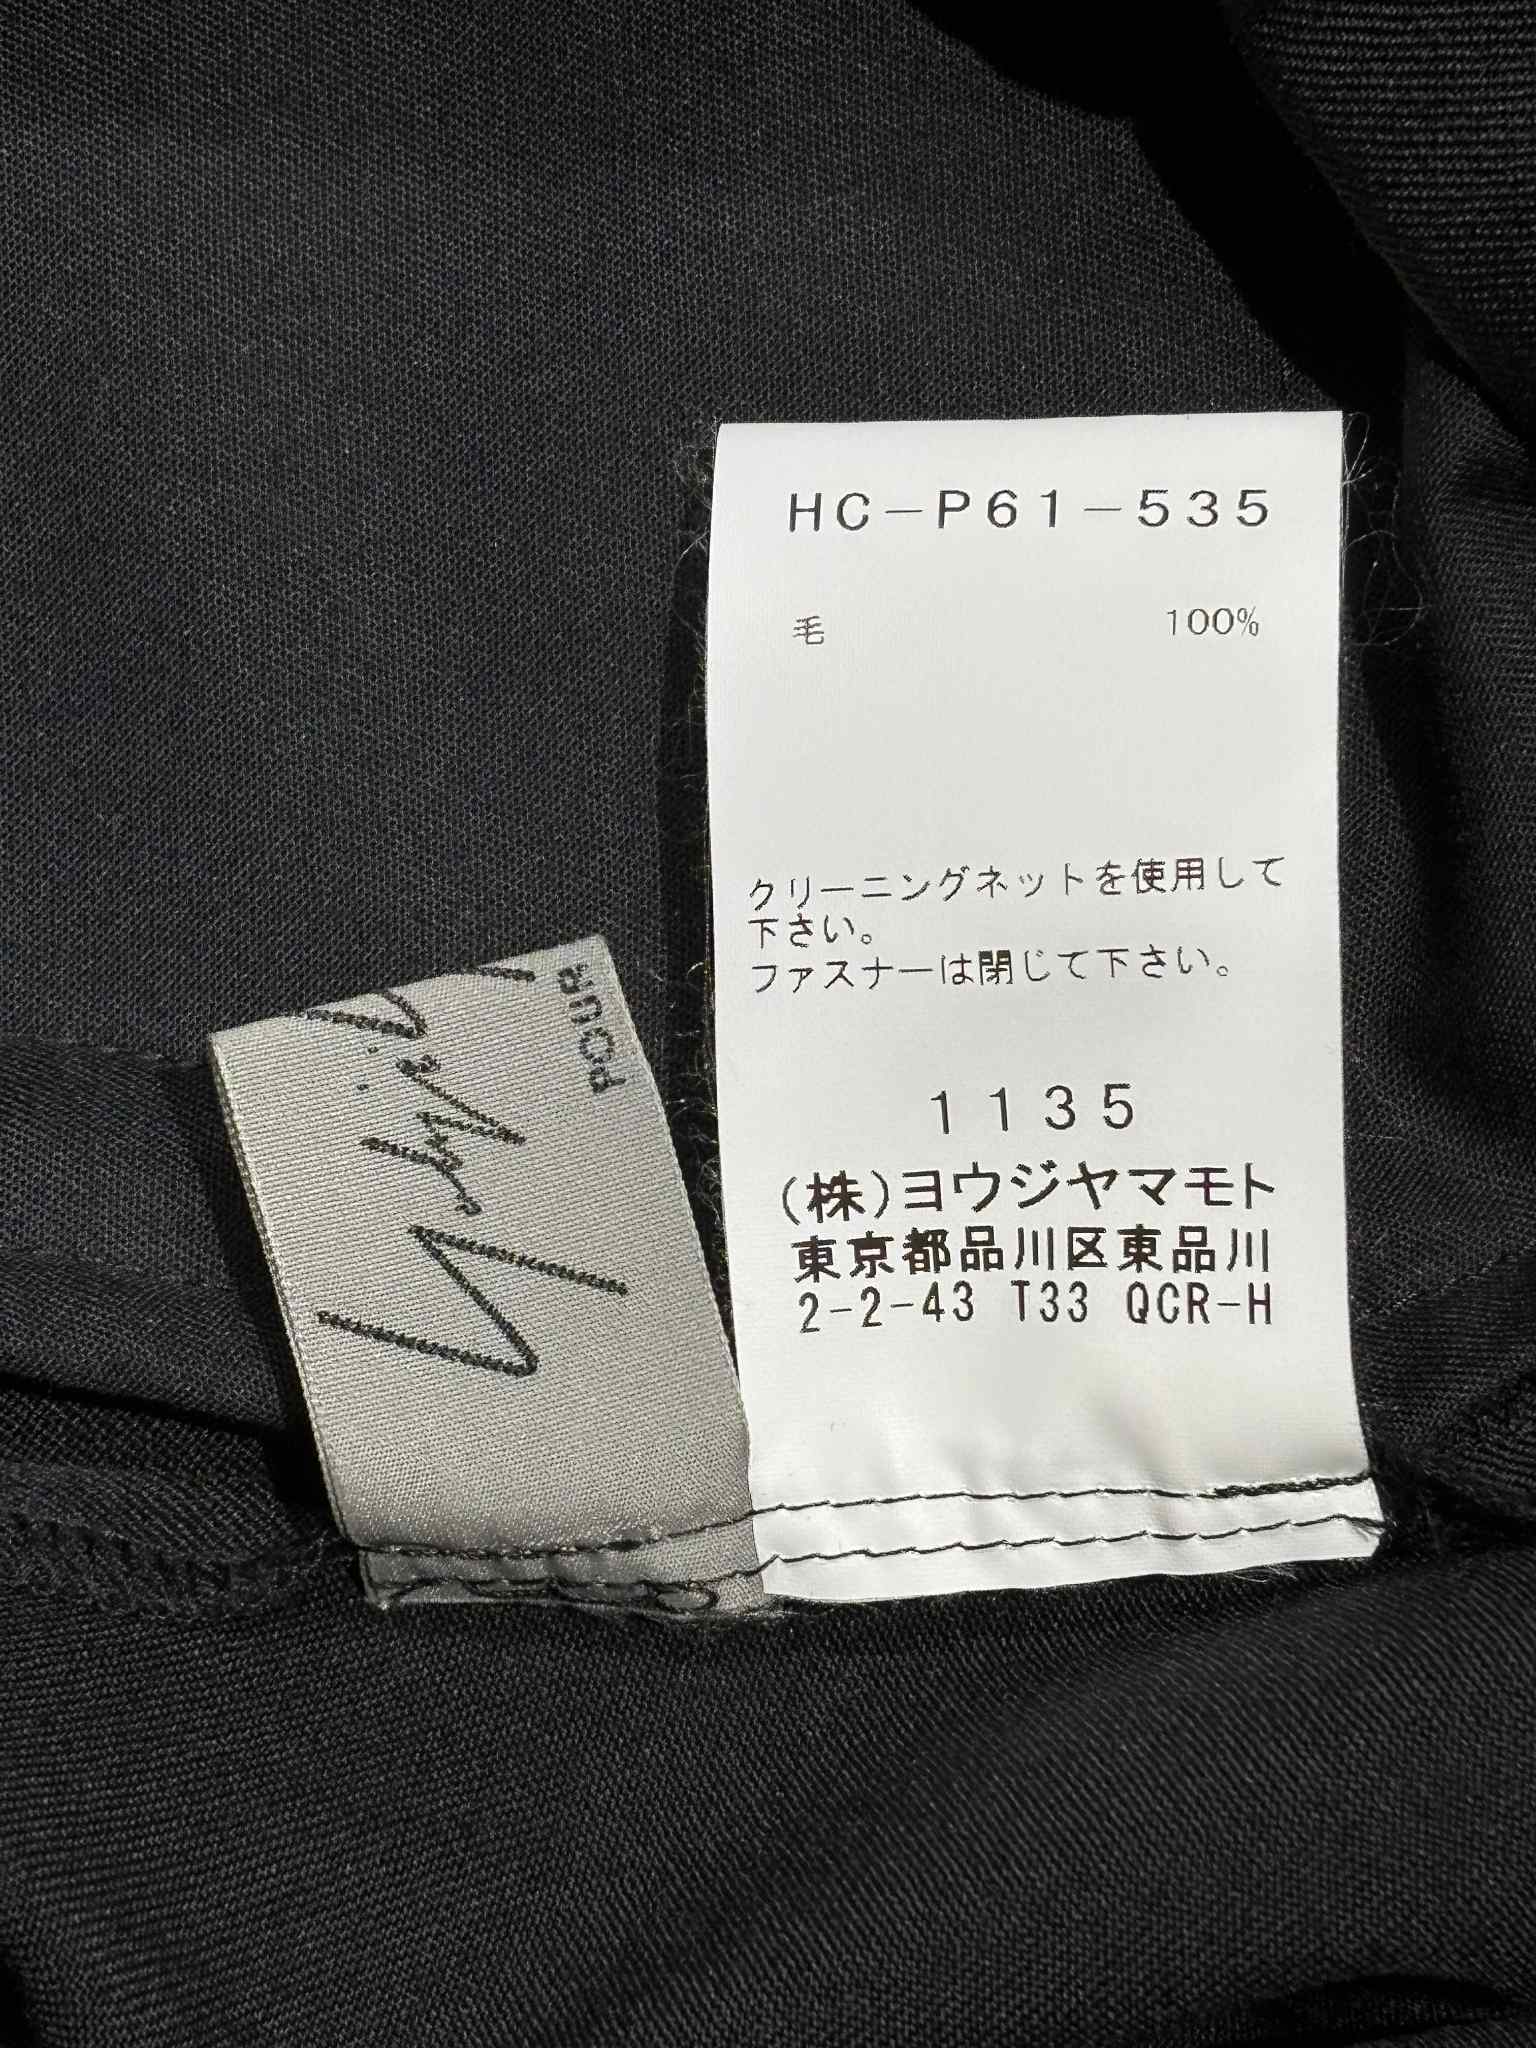 HC-P61-535
毛 100%
クリーニングネットを使用して
下さい。
ファスナーは閉じて下さい。
1135
(株)ヨウジヤマモト
東京都品川区東品川
2-2-43 T33 QCR-H
Yohji
POUR